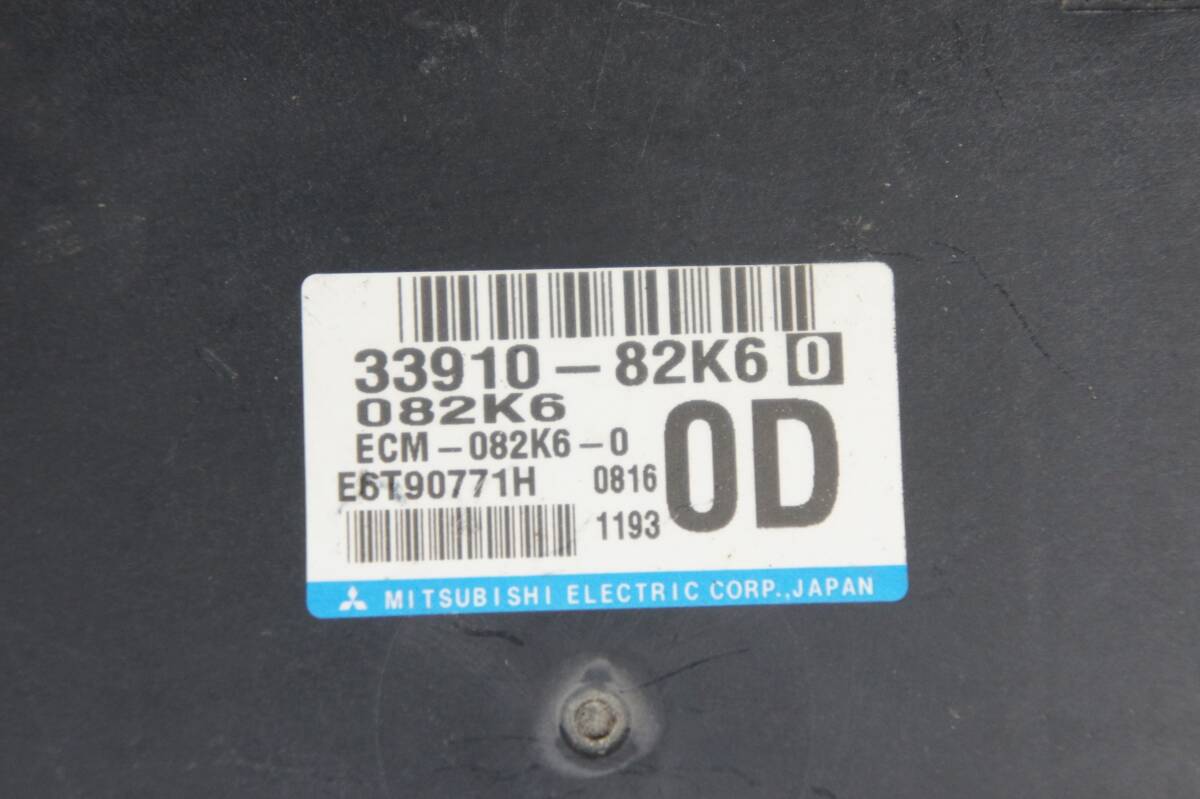 33910-82K6 0
082K6
ECM-082K6-0
E6T90771H 0816
1193
0D
MITSUBISHI ELECTRIC CORP.,JAPAN